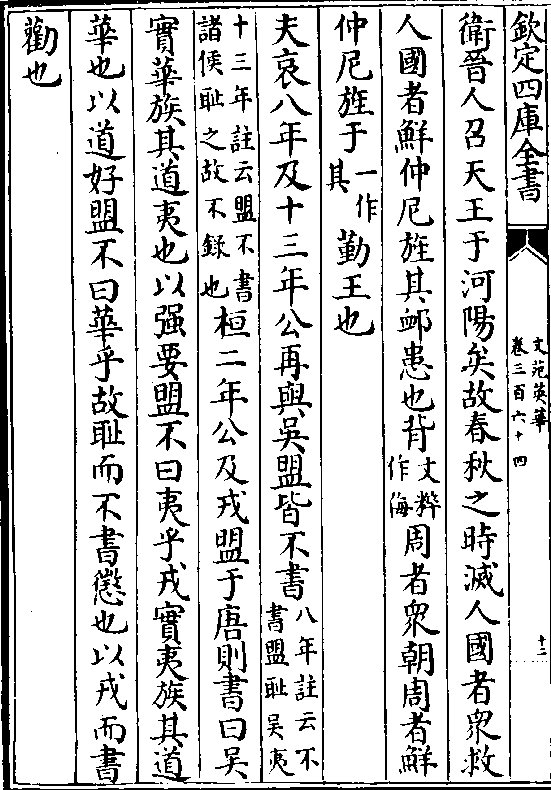 欽定四庫全書
文苑英華
卷三百六十四
十二
衛晉人召天王于河陽矣故春秋之時滅人國者衆救
人國者鮮仲尼旌其邺患也背文粹作侮周者衆朝周者鮮
仲尼旌于一作其勤王也
夫哀八年及十三年公再與吳盟皆不書八年註云不書盟耻吳夷
十三年註云盟不書諸侯耻之故不錄也桓二年公及戎盟于唐則書曰吳
實華族其道夷也以强要盟不曰夷乎戎實夷族其道
華也以道好盟不曰華乎故耻而不書懲也以戎而書
勸也